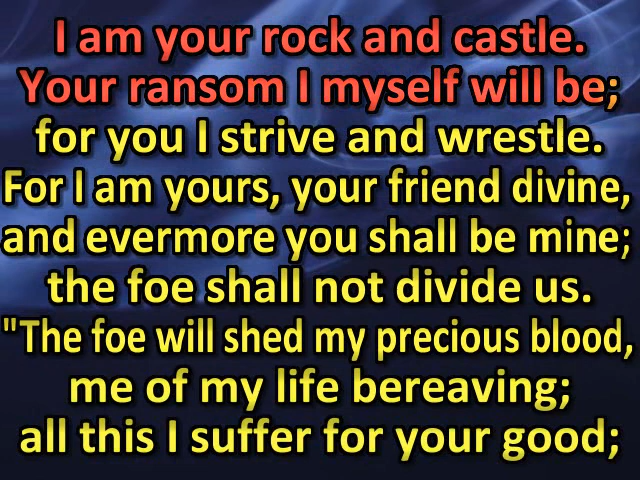 I am your rock and castle.
Your ransom I myself will be;
for you I strive and wrestle.
For I am yours, your friend divine,
and evermore you shall be mine;
the foe shall not divide us.
"The foe will shed my precious blood,
me of my life bereaving;
all this I suffer for your good;